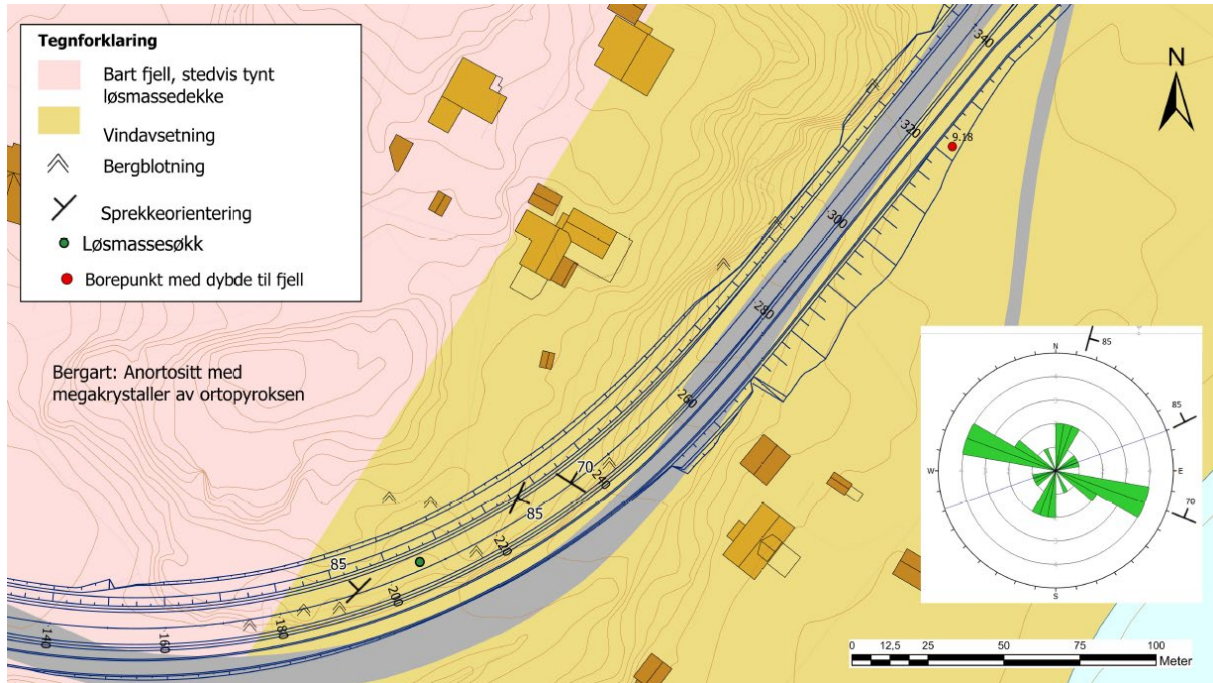 Tegnforklaring
Bart fjell, stedvis tynt
løsmassedekke
Vindavsetning
Bergblotning
Sprekkeorientering
Løsmassesøkk
Borepunkt med dybde til fjell
N
340
320
9.18
300
280
260
Bergart: Anortositt med
megakrystaller av ortopyroksen
70
240
85
220
85
200
180
160
140
85
N
85
W
E
70
S
0
12,5
25
50
75
100
Meter